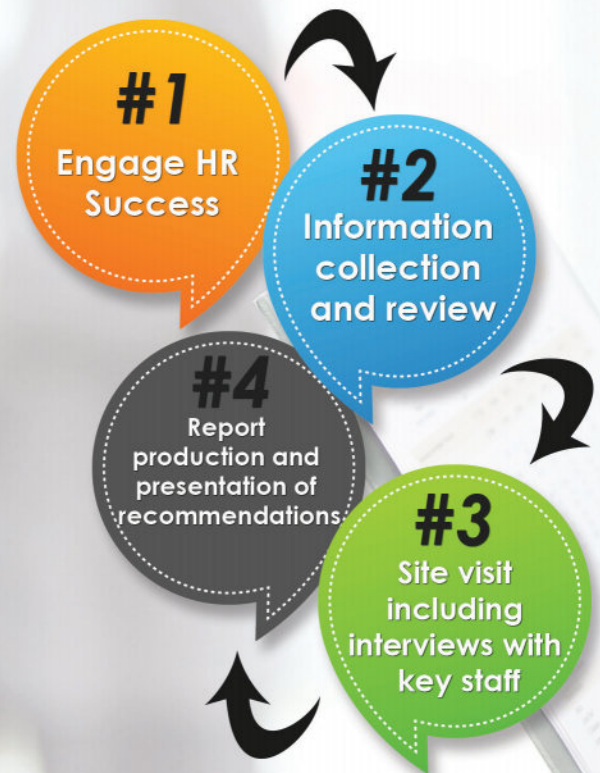 #1
Engage HR
Success
#2
Information
collection
and review
#3
Site visit
including
interviews with
key staff
#4
Report
production and
presentation of
recommendations